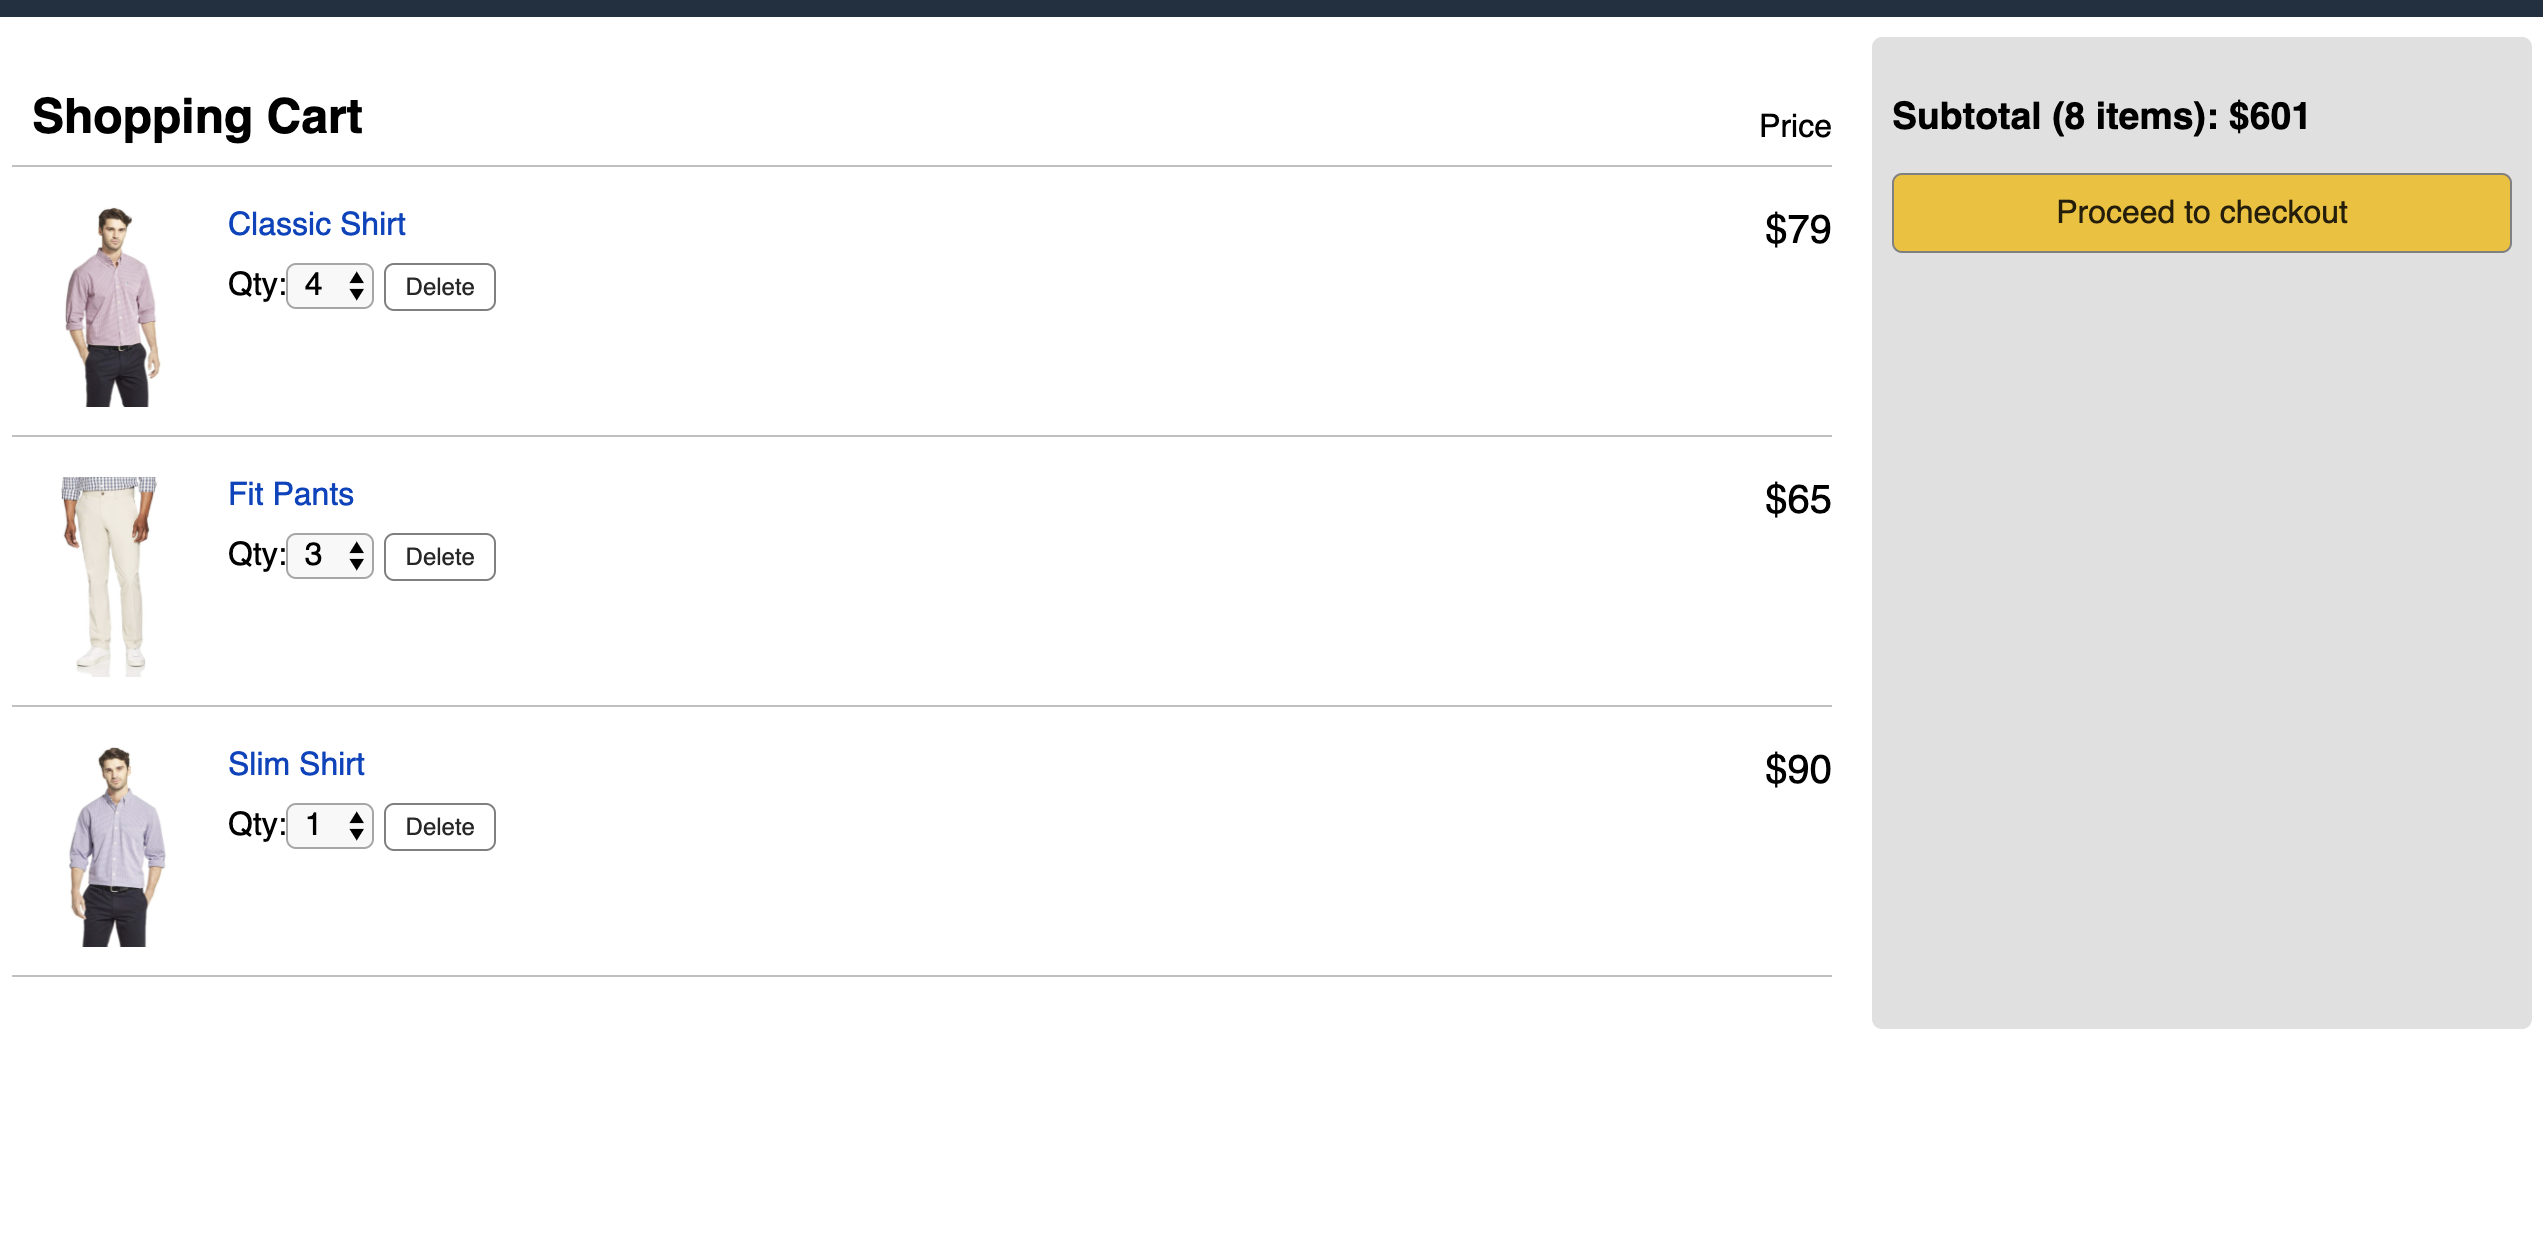 Shopping Cart
Price
Classic Shirt
$79
Qty: 4 Delete
Fit Pants
$65
Qty: 3 Delete
Slim Shirt
$90
Qty: 1 Delete
Subtotal (8 items): $601
Proceed to checkout